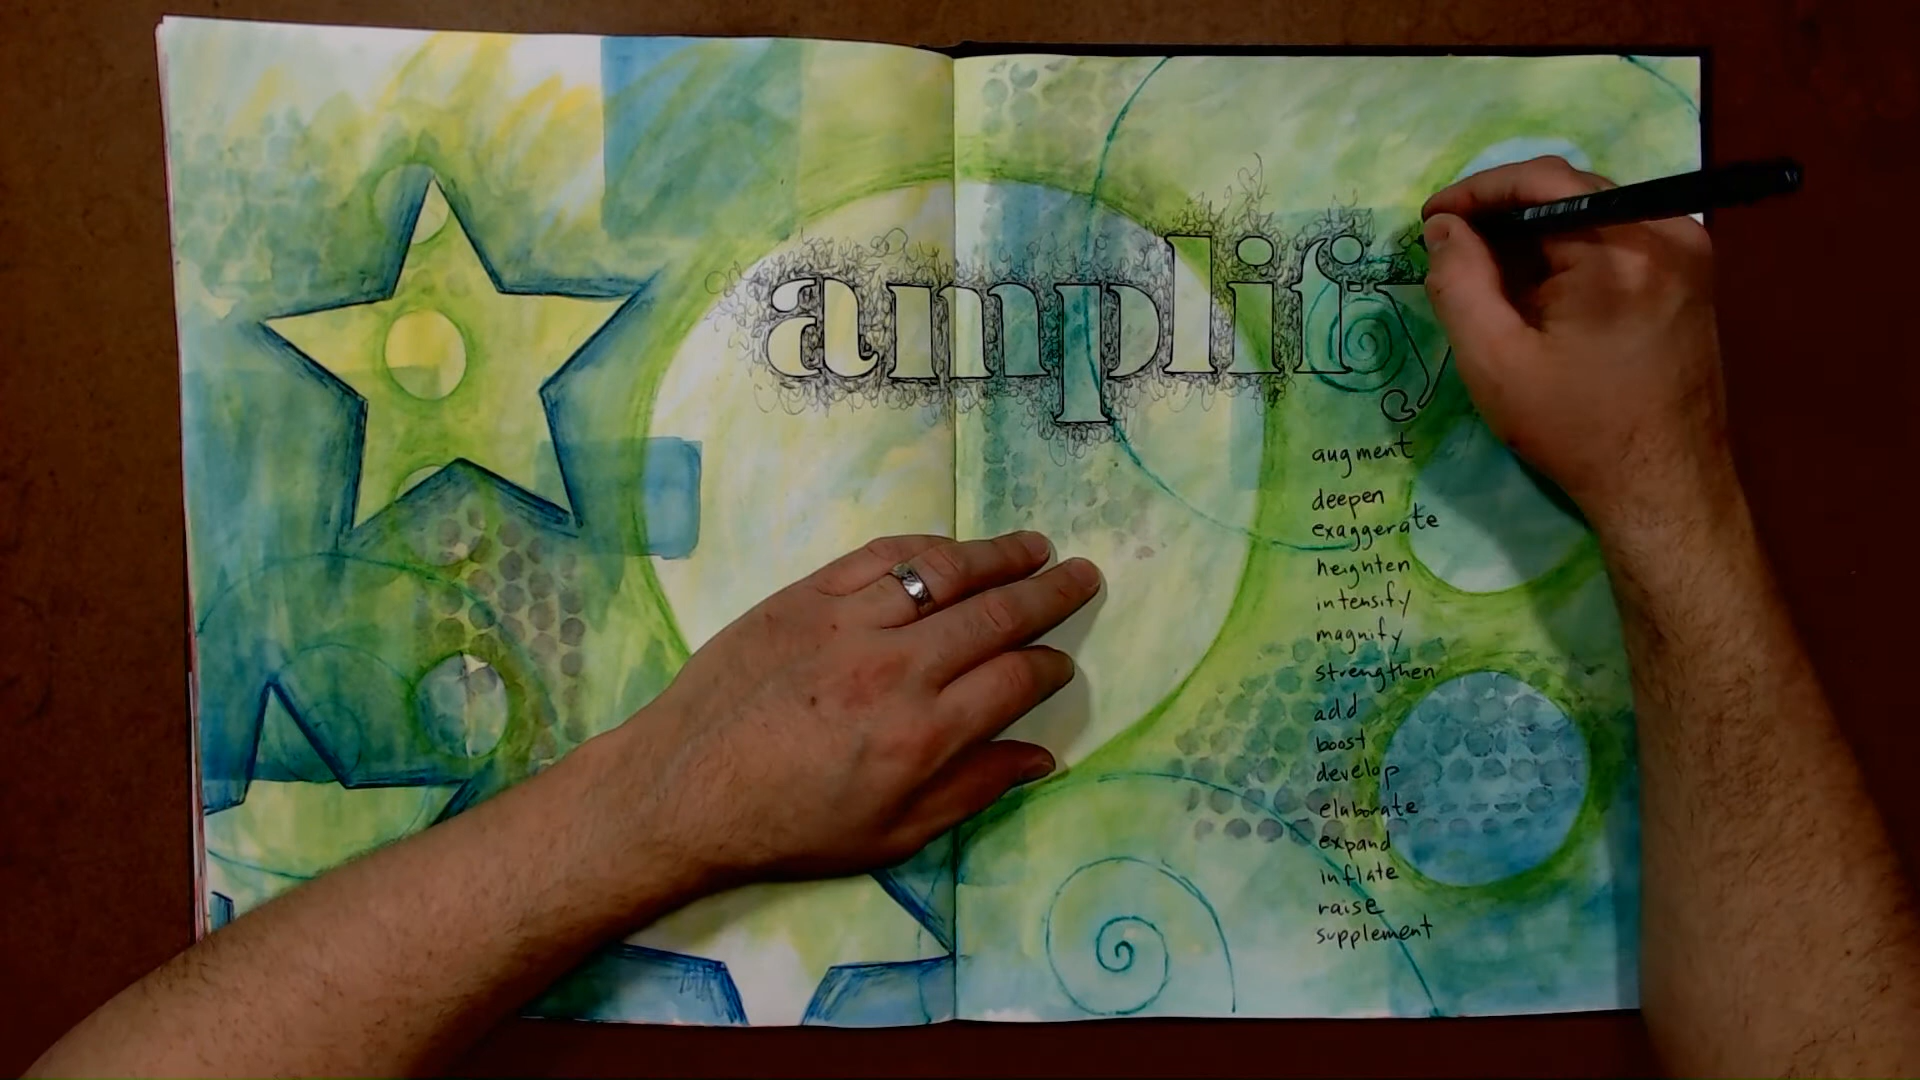 amplify
augment
deepen
exaggerate
heighten
intensify
magnify
strengthen
add
boost
develop
elaborate
expand
inflate
raise
supplement